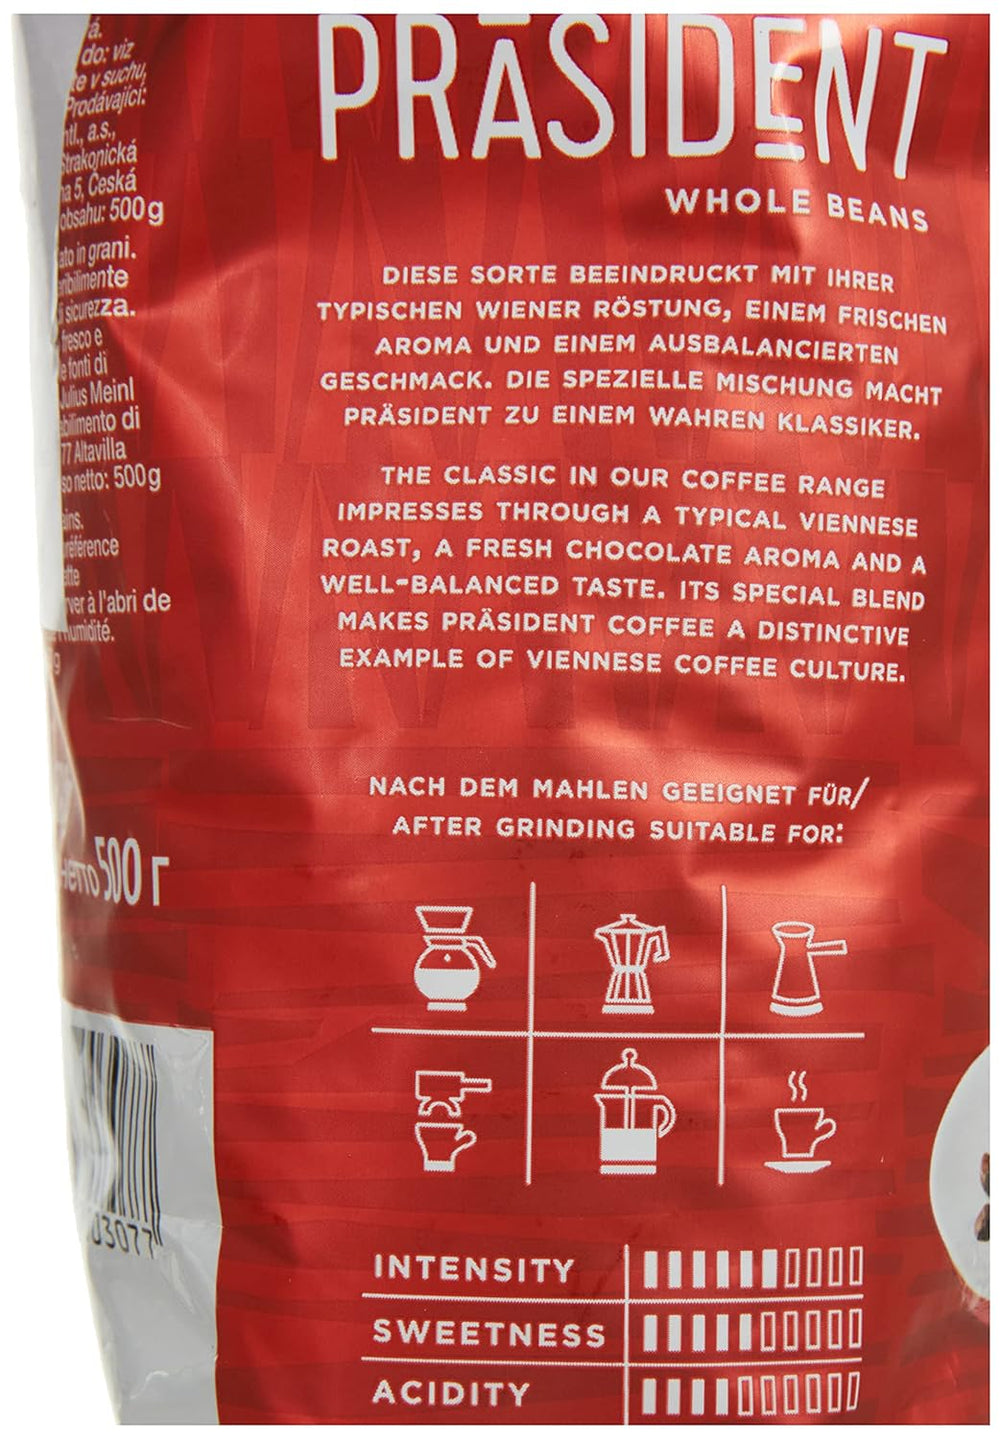 PRÄSIDENT
WHOLE BEANS
DIESE SORTE BEEINDRUCKT MIT IHRER
TYPISCHEN WIENER RÖSTUNG, EINEM FRISCHEN
AROMA UND EINEM AUSBALANCIERTEN
GESCHMACK. DIE SPEZIELLE MISCHUNG MACHT
PRÄSIDENT ZU EINEM WAHREN KLASSIKER.
THE CLASSIC IN OUR COFFEE RANGE
IMPRESSES THROUGH A TYPICAL VIENNESE
ROAST, A FRESH CHOCOLATE AROMA AND A
WELL-BALANCED TASTE. ITS SPECIAL BLEND
MAKES PRÄSIDENT COFFEE A DISTINCTIVE
EXAMPLE OF VIENNESE COFFEE CULTURE.
NACH DEM MAHLEN GEEIGNET FÜR/
AFTER GRINDING SUITABLE FOR:
INTENSITY
SWEETNESS
ACIDITY
do: viz
v suchu,
Prodávající:
a.s.,
Strakonická
5, Česká
obsahu: 500g
in grani.
sicurezza.
fresco e
fonti di
Julius Meinl
di
77 Altavilla
netto: 500g
préférence
à l'abri de
humidité.
500 г
03077